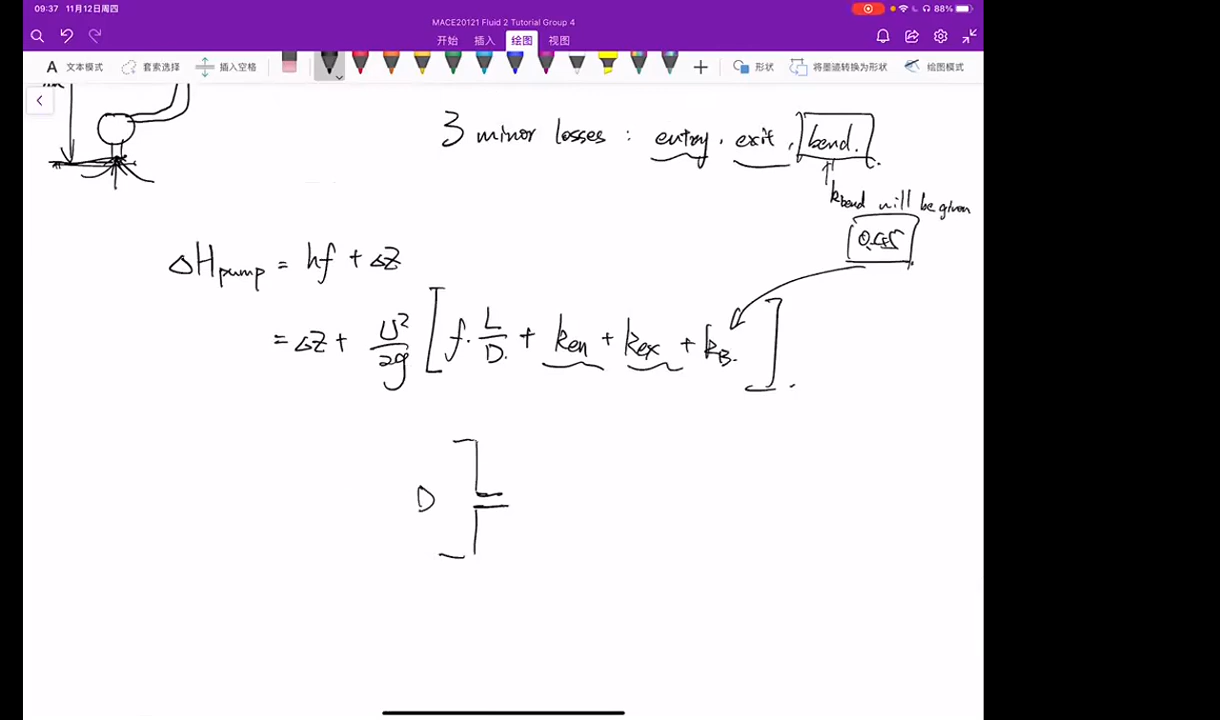 09:37 11月12日周四
88%
MACE20121 Fluid 2 Tutorial Group 4
开始 插入 绘图 视图
文本模式 套索选择 插入空格 形状 将墨迹转换为形状 绘图模式
3 minor losses : entry, exit, bend.
kbend will be given
ΔHpump = hf + ΔZ
= ΔZ + U²/2g [ f · L/D + ken + kex + kB. ]
D